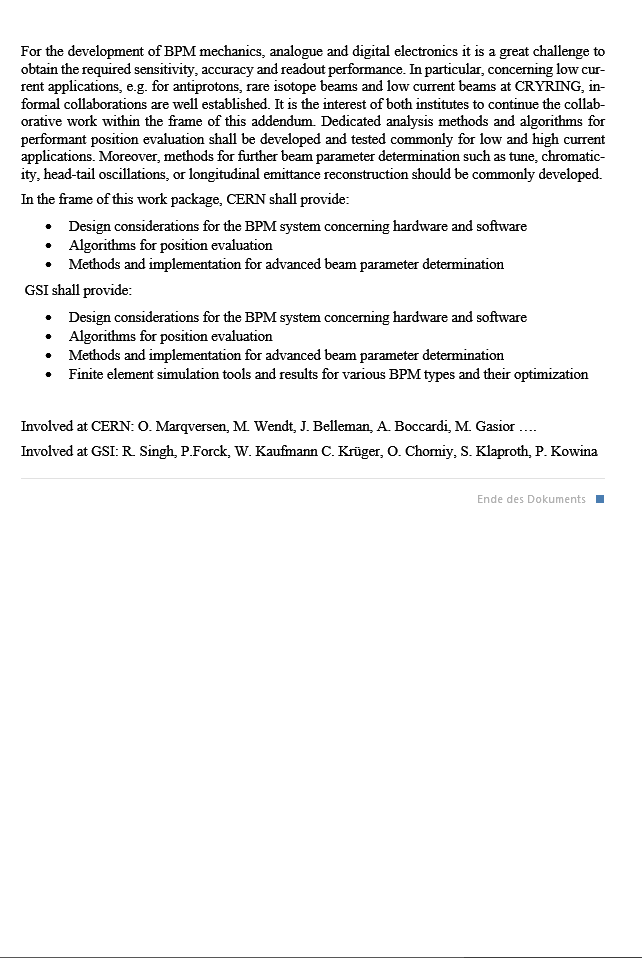 For the development of BPM mechanics, analogue and digital electronics it is a great challenge to
obtain the required sensitivity, accuracy and readout performance. In particular, concerning low cur-
rent applications, e.g. for antiprotons, rare isotope beams and low current beams at CRYRING, in-
formal collaborations are well established. It is the interest of both institutes to continue the collab-
orative work within the frame of this addendum. Dedicated analysis methods and algorithms for
performant position evaluation shall be developed and tested commonly for low and high current
applications. Moreover, methods for further beam parameter determination such as tune, chromatic-
ity, head-tail oscillations, or longitudinal emittance reconstruction should be commonly developed.
In the frame of this work package, CERN shall provide:
• Design considerations for the BPM system concerning hardware and software
• Algorithms for position evaluation
• Methods and implementation for advanced beam parameter determination
GSI shall provide:
• Design considerations for the BPM system concerning hardware and software
• Algorithms for position evaluation
• Methods and implementation for advanced beam parameter determination
• Finite element simulation tools and results for various BPM types and their optimization
Involved at CERN: O. Marqversen, M. Wendt, J. Belleman, A. Boccardi, M. Gasior ….
Involved at GSI: R. Singh, P.Forck, W. Kaufmann C. Krüger, O. Chorniy, S. Klaproth, P. Kowina
Ende des Dokuments